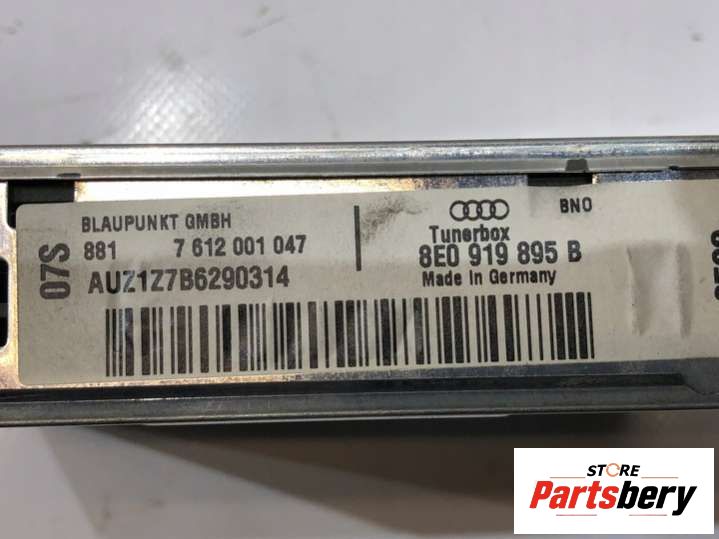 07S
BLAUPUNKT GMBH
881 7 612 001 047
AUZ1Z7B6290314
BNO
Tunerbox
8E0 919 895 B
Made in Germany
STORE
Partsbery